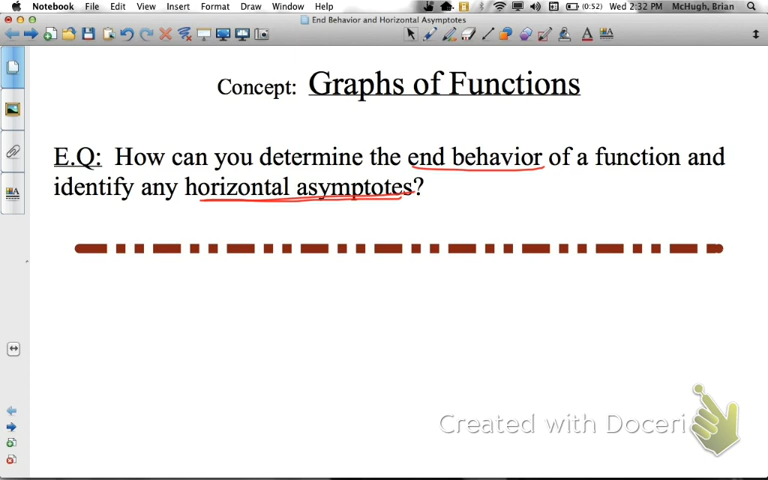 Notebook File Edit View Insert Format Draw Window Help (0:52) Wed 2:32 PM McHugh, Brian
End Behavior and Horizontal Asymptotes
Concept: Graphs of Functions
E.Q: How can you determine the end behavior of a function and
identify any horizontal asymptotes?
Created with Doceri